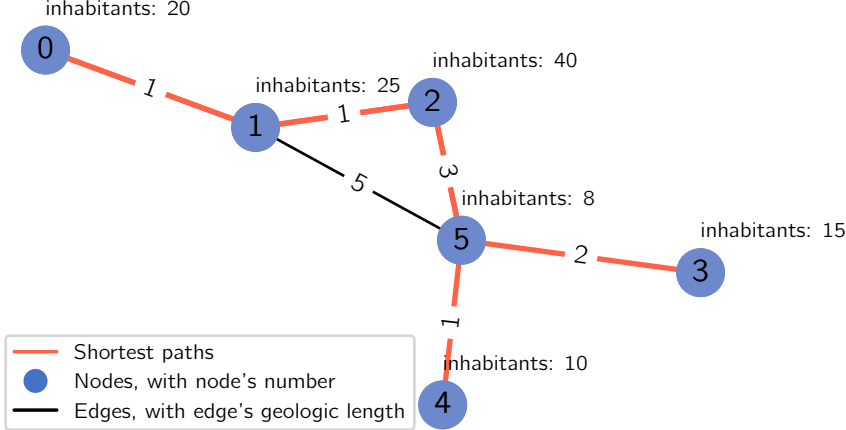 inhabitants: 20
0
1
inhabitants: 40
inhabitants: 25
2
1
1
3
5
inhabitants: 8
5
inhabitants: 15
2
3
1
Shortest paths
inhabitants: 10
Nodes, with node's number
4
Edges, with edge's geologic length